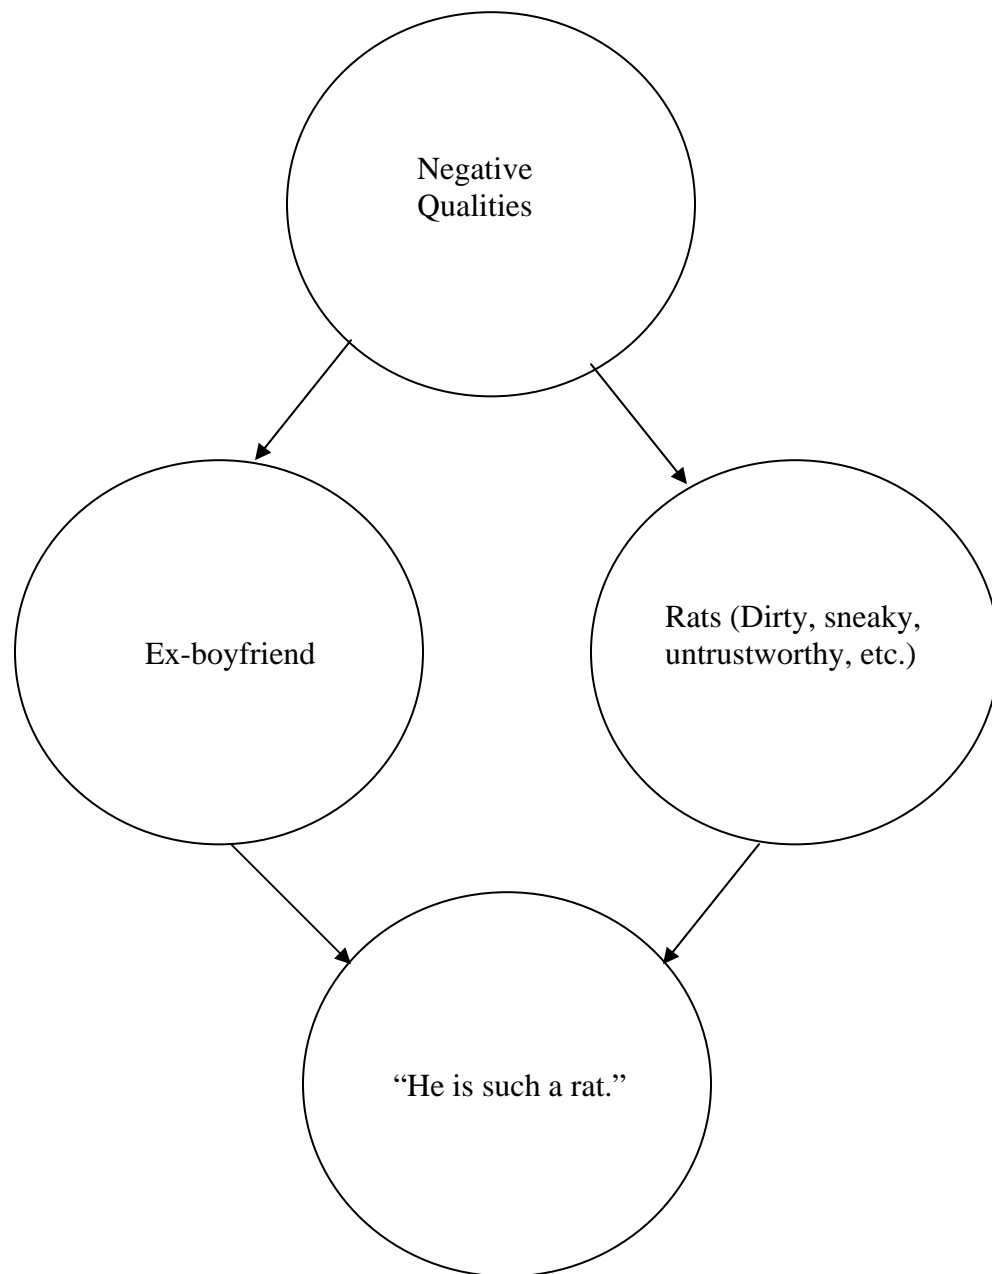 Negative
Qualities
Ex-boyfriend
Rats (Dirty, sneaky,
untrustworthy, etc.)
“He is such a rat.”